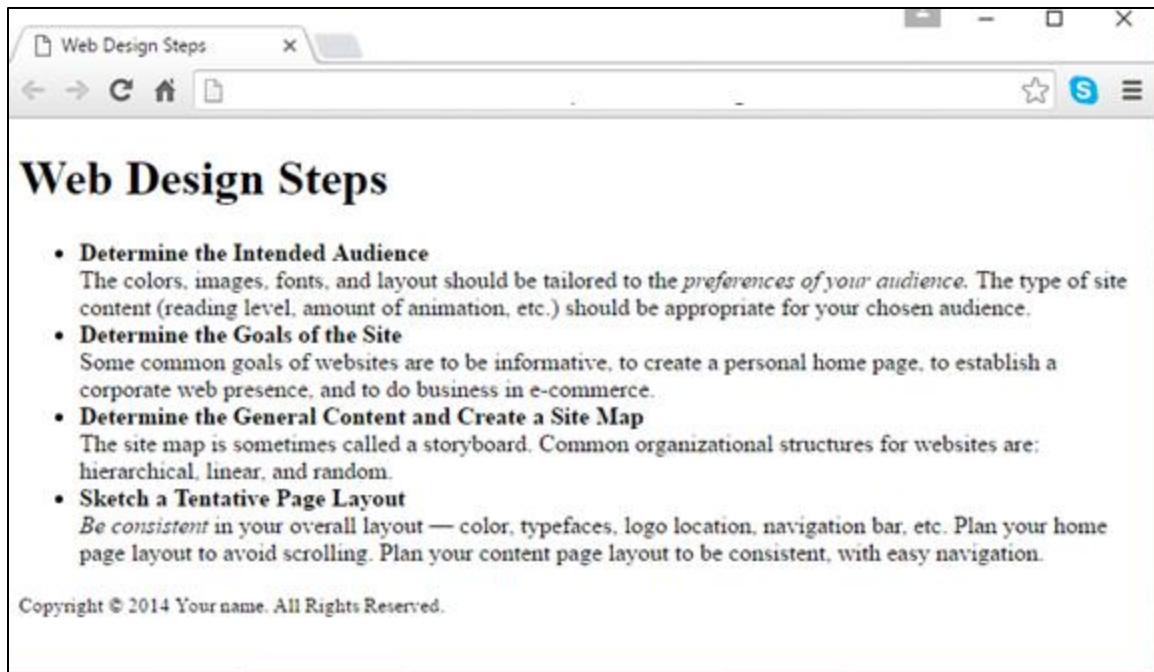 Web Design Steps
Web Design Steps
• Determine the Intended Audience
The colors, images, fonts, and layout should be tailored to the preferences of your audience. The type of site
content (reading level, amount of animation, etc.) should be appropriate for your chosen audience.
• Determine the Goals of the Site
Some common goals of websites are to be informative, to create a personal home page, to establish a
corporate web presence, and to do business in e-commerce.
• Determine the General Content and Create a Site Map
The site map is sometimes called a storyboard. Common organizational structures for websites are:
hierarchical, linear, and random.
• Sketch a Tentative Page Layout
Be consistent in your overall layout — color, typefaces, logo location, navigation bar, etc. Plan your home
page layout to avoid scrolling. Plan your content page layout to be consistent, with easy navigation.
Copyright © 2014 Your name. All Rights Reserved.